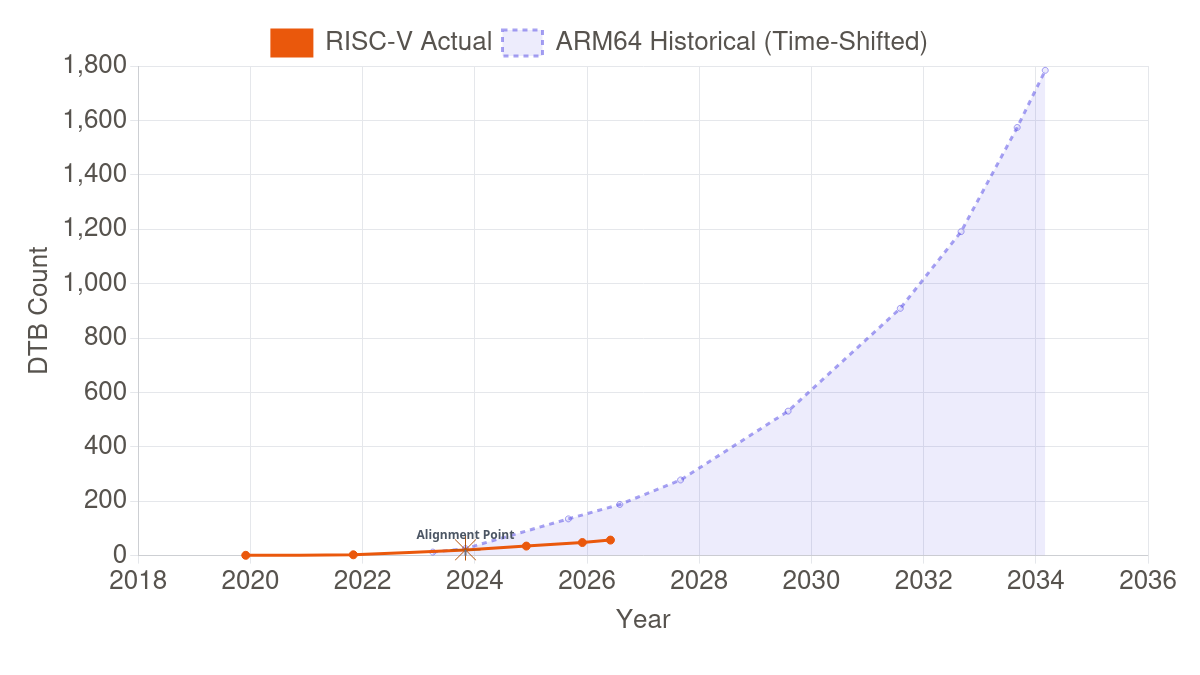 RISC-V Actual
ARM64 Historical (Time-Shifted)
1,800
1,600
1,400
1,200
1,000
800
600
400
200
0
DTB Count
Alignment Point
2018 2020 2022 2024 2026 2028 2030 2032 2034 2036
Year